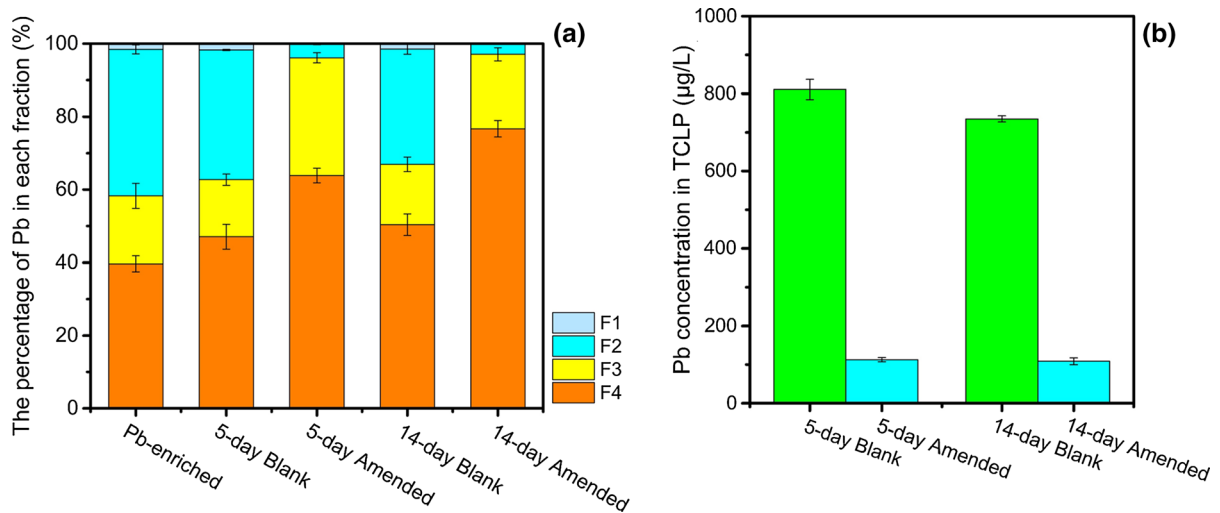 The percentage of Pb in each fraction (%)
100
80
60
40
20
0
Pb-enriched
5-day Blank
5-day Amended
14-day Blank
14-day Amended
F1
F2
F3
F4
(a)
Pb concentration in TCLP (µg/L)
1000
800
600
400
200
0
5-day Blank
5-day Amended
14-day Blank
14-day Amended
(b)